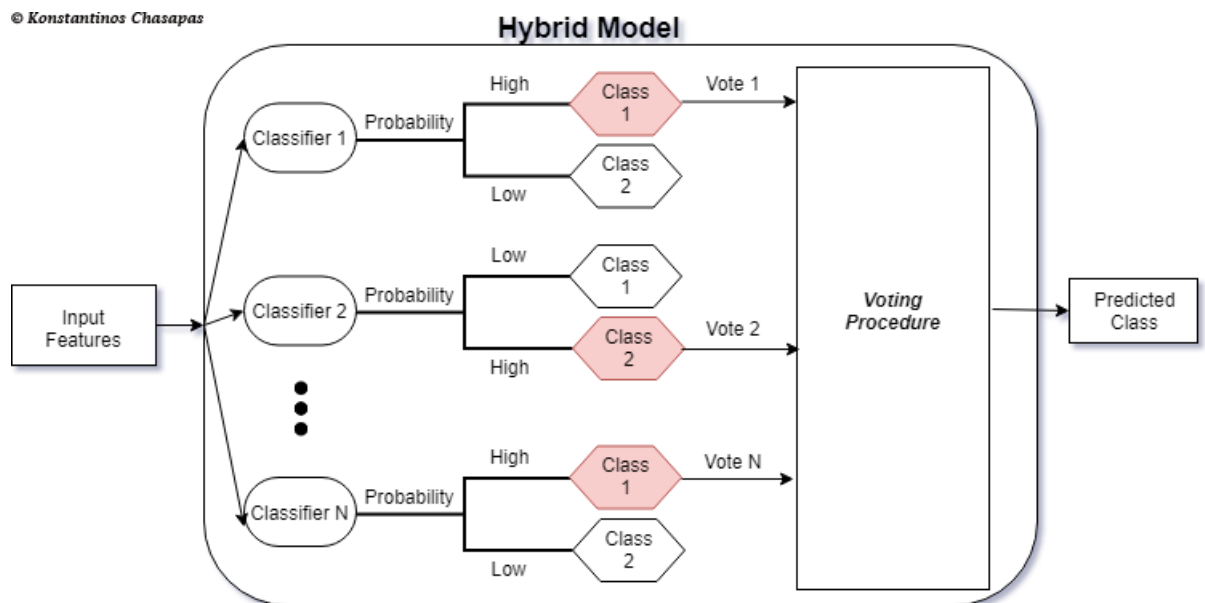 © Konstantinos Chasapas
Hybrid Model
High
Class
1
Vote 1
Classifier 1
Probability
Class
2
Low
Low
Class
1
Input
Features
Classifier 2
Probability
Voting
Procedure
Predicted
Class
High
Class
2
Vote 2
High
Class
1
Vote N
Classifier N
Probability
Class
2
Low